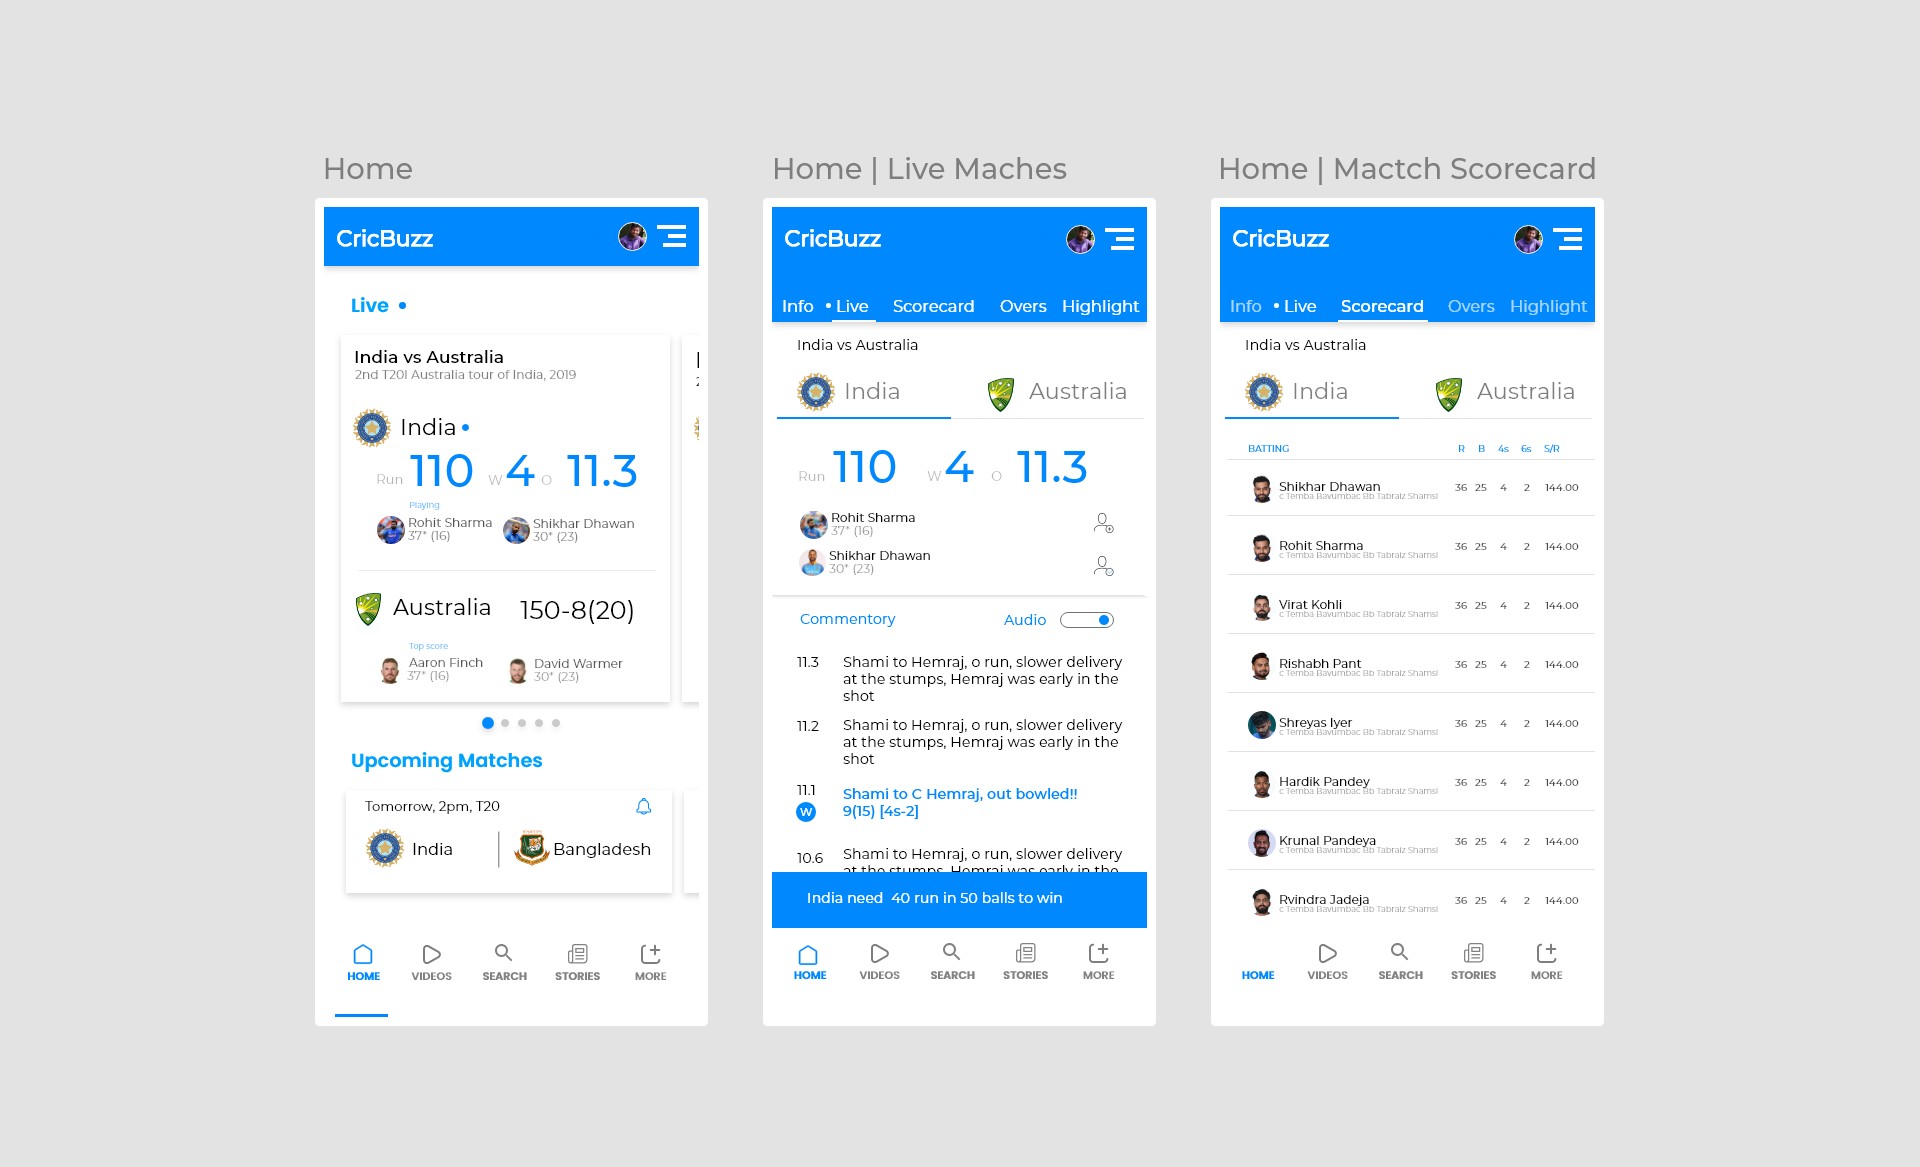 Home
CricBuzz
Live
India vs Australia
2nd T20I Australia tour of India, 2019
India
Run 110 W 4 O 11.3
Playing
Rohit Sharma
37* (16)
Shikhar Dhawan
30* (23)
Australia 150-8(20)
Top score
Aaron Finch
37* (16)
David Warmer
30* (23)
Upcoming Matches
Tomorrow, 2pm, T20
India
Bangladesh
HOME VIDEOS SEARCH STORIES MORE
Home | Live Maches
CricBuzz
Info Live Scorecard Overs Highlight
India vs Australia
India Australia
Run 110 W 4 O 11.3
Rohit Sharma
37* (16)
Shikhar Dhawan
30* (23)
Commentory Audio
11.3 Shami to Hemraj, o run, slower delivery
at the stumps, Hemraj was early in the
shot
11.2 Shami to Hemraj, o run, slower delivery
at the stumps, Hemraj was early in the
shot
11.1 Shami to C Hemraj, out bowled!!
W 9(15) [4s-2]
10.6 Shami to Hemraj, o run, slower delivery
at the stumps, Hemraj was early in the
India need 40 run in 50 balls to win
HOME VIDEOS SEARCH STORIES MORE
Home | Mactch Scorecard
CricBuzz
Info Live Scorecard Overs Highlight
India vs Australia
India Australia
BATTING R B 4s 6s S/R
Shikhar Dhawan 36 25 4 2 144.00
c Temba Bavumbac Bb Tabraiz Shamsi
Rohit Sharma 36 25 4 2 144.00
c Temba Bavumbac Bb Tabraiz Shamsi
Virat Kohli 36 25 4 2 144.00
c Temba Bavumbac Bb Tabraiz Shamsi
Rishabh Pant 36 25 4 2 144.00
c Temba Bavumbac Bb Tabraiz Shamsi
Shreyas Iyer 36 25 4 2 144.00
c Temba Bavumbac Bb Tabraiz Shamsi
Hardik Pandey 36 25 4 2 144.00
c Temba Bavumbac Bb Tabraiz Shamsi
Krunal Pandeya 36 25 4 2 144.00
c Temba Bavumbac Bb Tabraiz Shamsi
Rvindra Jadeja 36 25 4 2 144.00
c Temba Bavumbac Bb Tabraiz Shamsi
HOME VIDEOS SEARCH STORIES MORE